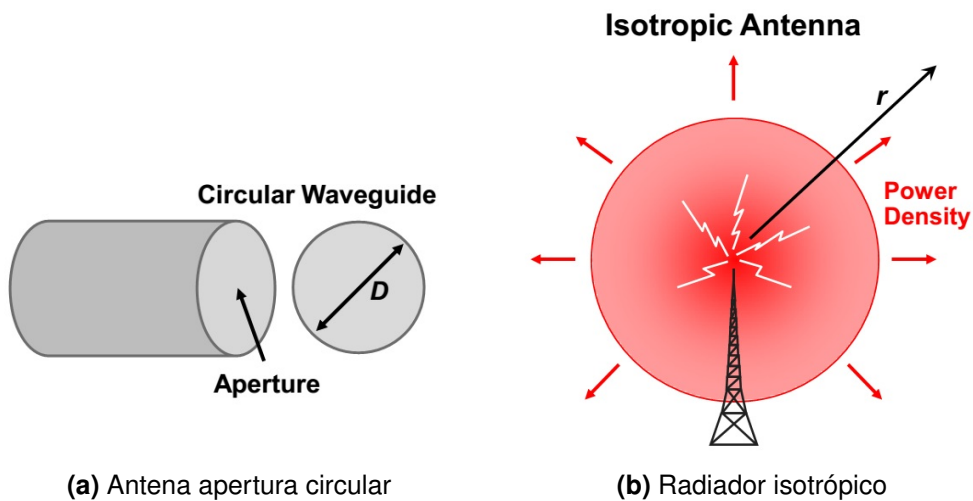 Isotropic Antenna
r
Circular Waveguide
D
Aperture
Power
Density
(a) Antena apertura circular
(b) Radiador isotrópico